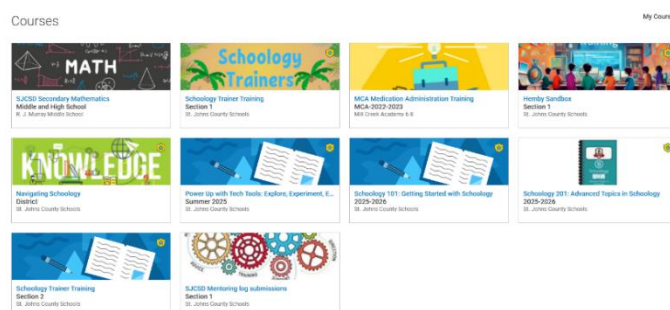 Courses
My Cours
MATH
SJCSD Secondary Mathematics
Middle and High School
R. J. Murray Middle School
Schoology
Trainers
Schoology Trainer Training
Section 1
St. Johns County Schools
MCA Medication Administration Training
MCA-2022-2023
Mill Creek Academy K-8
training
Hemby Sandbox
Section 1
St. Johns County Schools
KNOWLEDGE
Navigating Schoology
District
St. Johns County Schools
Power Up with Tech Tools: Explore, Experiment, E...
Summer 2025
St. Johns County Schools
Schoology 101: Getting Started with Schoology
2025-2026
St. Johns County Schools
Schoology
Schoology 201: Advanced Topics in Schoology
2025-2026
St. Johns County Schools
Schoology Trainer Training
Section 2
St. Johns County Schools
TRAINING
SJCSD Mentoring log submissions
Section 1
St. Johns County Schools